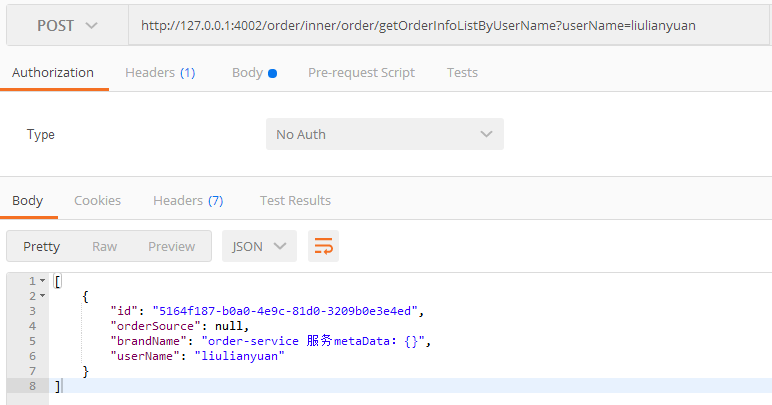 POST http://127.0.0.1:4002/order/inner/order/getOrderInfoListByUserName?userName=liulianyuan
Authorization Headers (1) Body Pre-request Script Tests
Type No Auth
Body Cookies Headers (7) Test Results
Pretty Raw Preview JSON
1 [
2 {
3 "id": "5164f187-b0a0-4e9c-81d0-3209b0e3e4ed",
4 "orderSource": null,
5 "brandName": "order-service 服务metaData: {}",
6 "userName": "liulianyuan"
7 }
8 ]